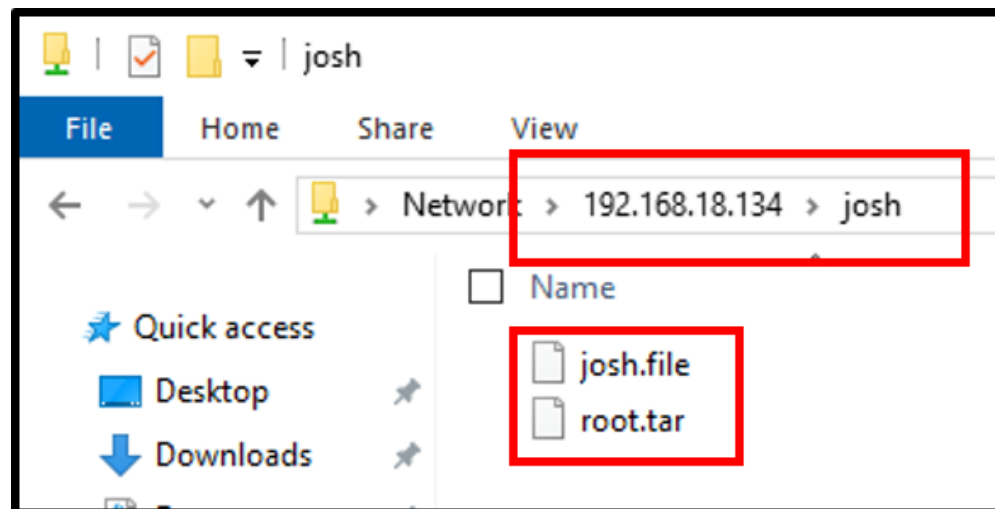 josh
File Home Share View
Network 192.168.18.134 josh
Name
Quick access
josh.file
Desktop
root.tar
Downloads